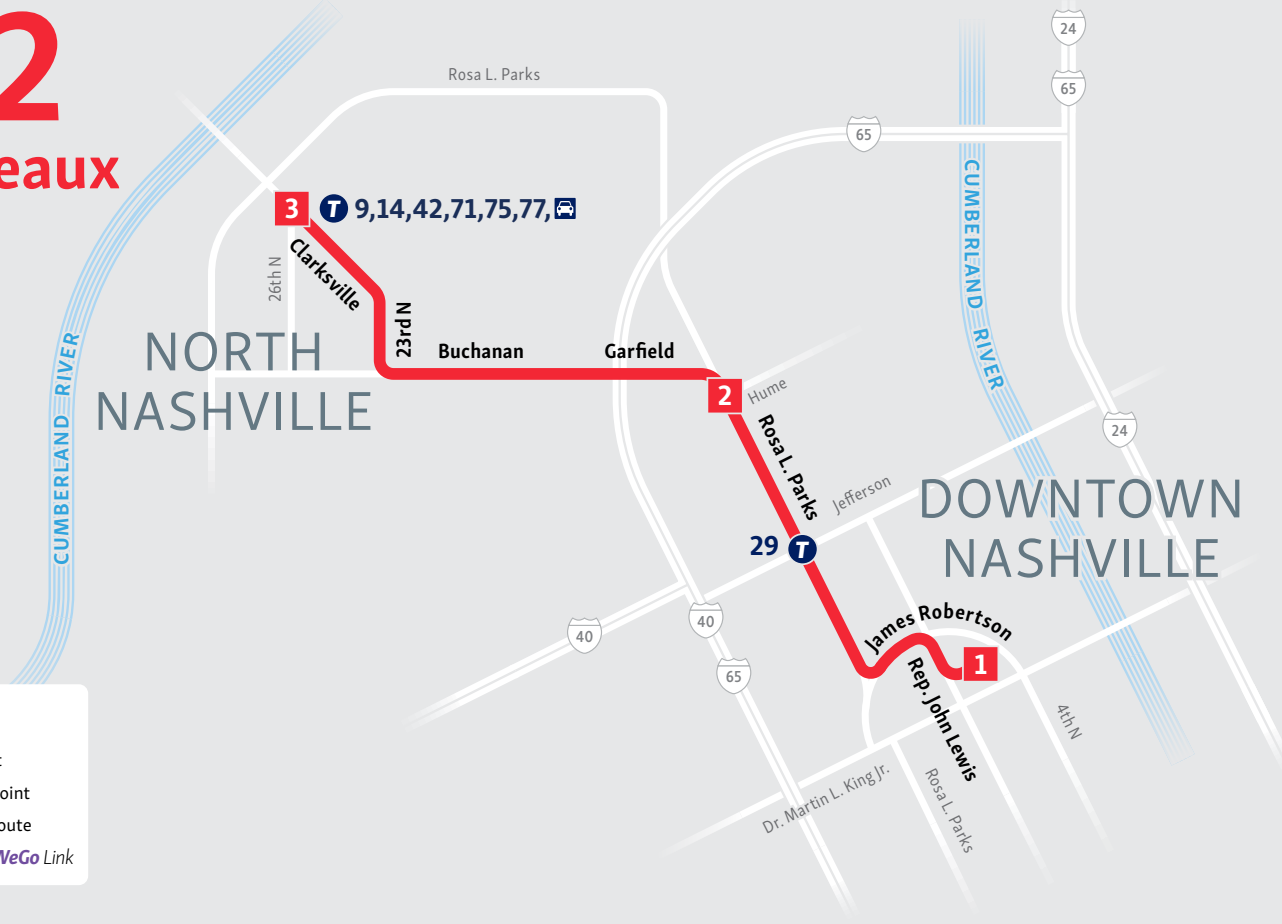 2
eaux
Rosa L. Parks
24
65
65
CUMBERLAND RIVER
3
T 9,14,42,71,75,77,
Clarksville
26th N
23rd N
NORTH
NASHVILLE
Buchanan
Garfield
CUMBERLAND RIVER
2
Hume
Rosa L. Parks
24
Jefferson
DOWNTOWN
NASHVILLE
29 T
40
40
65
James Robertson
1
Rep. John Lewis
4th N
Dr. Martin L. King Jr.
Rosa L. Parks
t
oint
oute
WeGo Link